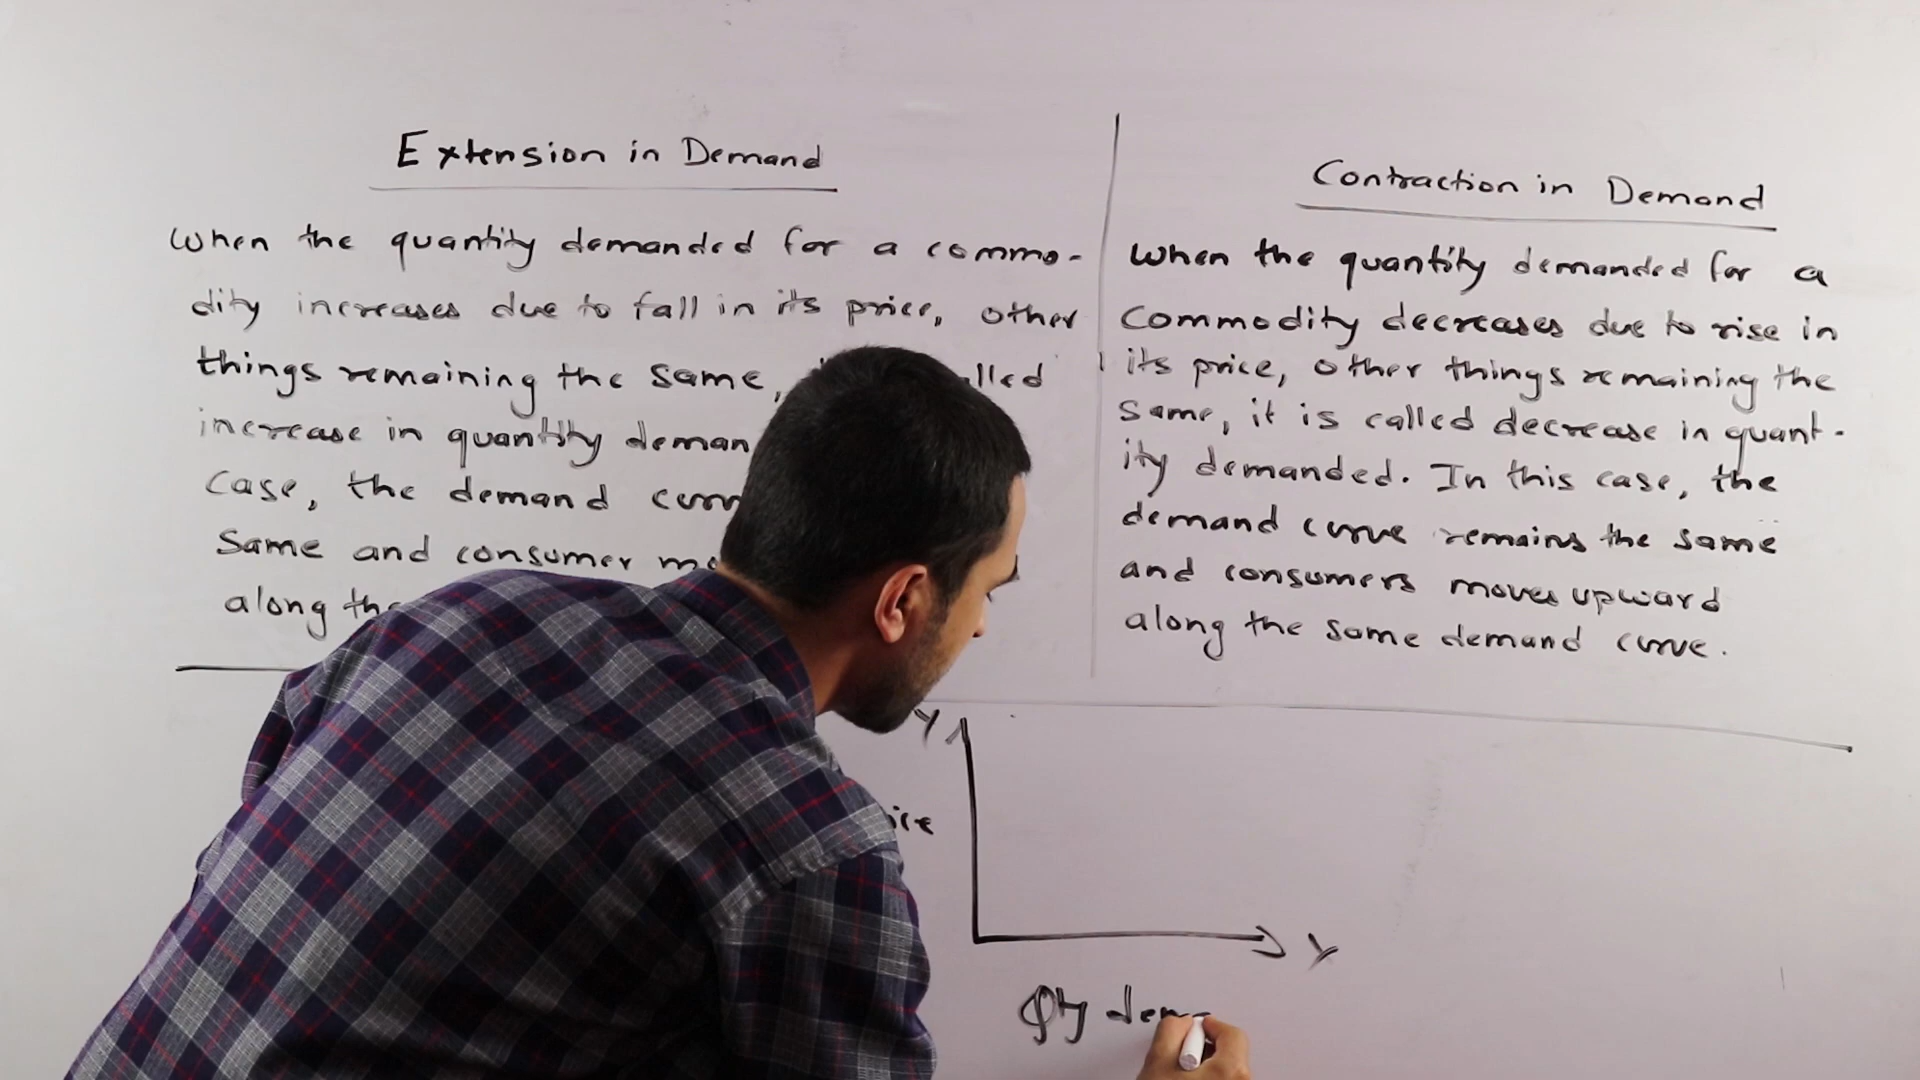 Extension in Demand
When the quantity demanded for a commo-
dity increases due to fall in its price, other
things remaining the same,
increase in quantity
case, the demand
same and consumer
along
Contraction in Demand
When the quantity demanded for a
commodity decreases due to rise in
its price, other things remaining the
same, it is called decrease in quant-
ity demanded. In this case, the
demand curve remains the same
and consumers moves upward
along the same demand curve.
Y
Y
Qty